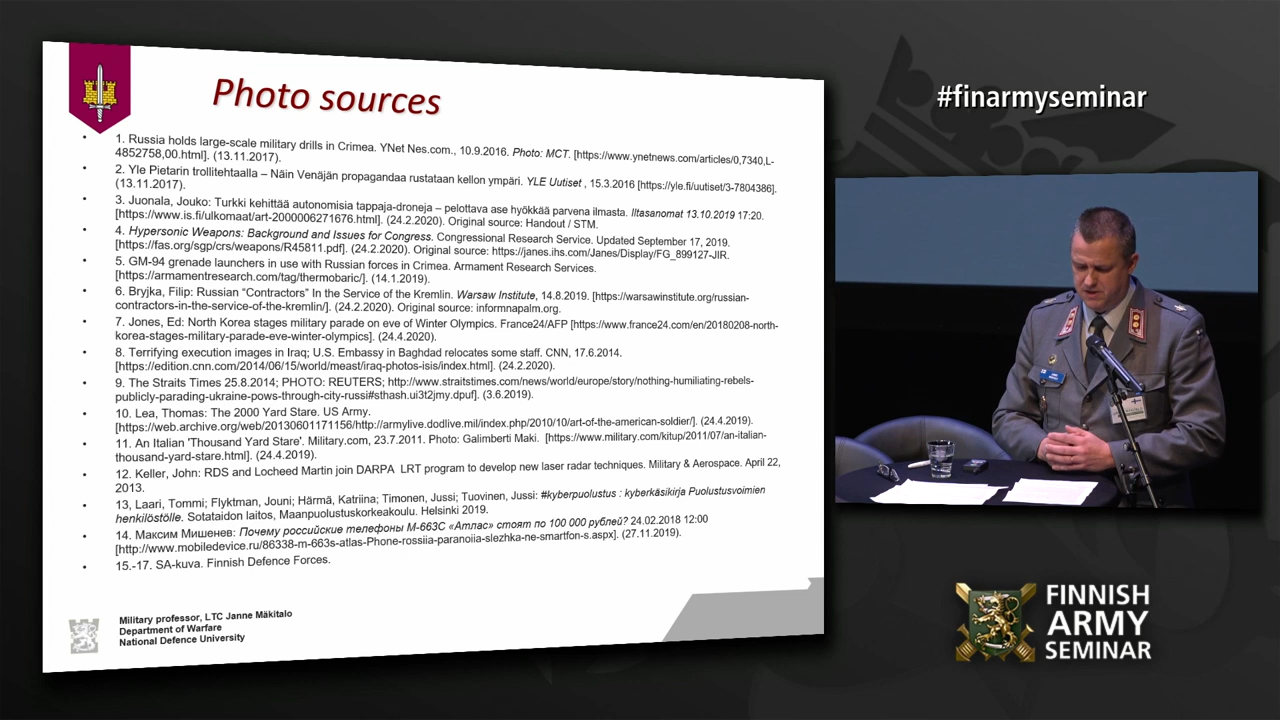 Photo sources
• 1. Russia holds large-scale military drills in Crimea. YNet Nes.com., 10.9.2016. Photo: MCT. [https://www.ynetnews.com/articles/0,7340,L-
4852758,00.html]. (13.11.2017).
• 2. Yle Pietarin trollitehtaalla – Näin Venäjän propagandaa rustataan kellon ympäri. YLE Uutiset , 15.3.2016 [https://yle.fi/uutiset/3-7804386].
(13.11.2017).
• 3. Juonala, Jouko: Turkki kehittää autonomisia tappaja-droneja – pelottava ase hyökkää parvena ilmasta. Iltasanomat 13.10.2019 17:20.
[https://www.is.fi/ulkomaat/art-2000006271676.html]. (24.2.2020). Original source: Handout / STM.
• 4. Hypersonic Weapons: Background and Issues for Congress. Congressional Research Service. Updated September 17, 2019.
[https://fas.org/sgp/crs/weapons/R45811.pdf]. (24.2.2020). Original source: https://janes.ihs.com/Janes/Display/FG_899127-JIR.
• 5. GM-94 grenade launchers in use with Russian forces in Crimea. Armament Research Services.
[https://armamentresearch.com/tag/thermobaric/]. (14.1.2019).
• 6. Bryjka, Filip: Russian “Contractors” In the Service of the Kremlin. Warsaw Institute, 14.8.2019. [https://warsawinstitute.org/russian-
contractors-in-the-service-of-the-kremlin/]. (24.2.2020). Original source: informnapalm.org.
• 7. Jones, Ed: North Korea stages military parade on eve of Winter Olympics. France24/AFP [https://www.france24.com/en/20180208-north-
korea-stages-military-parade-eve-winter-olympics]. (24.4.2020).
• 8. Terrifying execution images in Iraq; U.S. Embassy in Baghdad relocates some staff. CNN, 17.6.2014.
[https://edition.cnn.com/2014/06/15/world/meast/iraq-photos-isis/index.html]. (24.2.2020).
• 9. The Straits Times 25.8.2014; PHOTO: REUTERS; http://www.straitstimes.com/news/world/europe/story/nothing-humiliating-rebels-
publicly-parading-ukraine-pows-through-city-russi#sthash.ui3t2jmy.dpuf]. (3.6.2019).
• 10. Lea, Thomas: The 2000 Yard Stare. US Army.
[https://web.archive.org/web/20130601171156/http://armylive.dodlive.mil/index.php/2010/10/art-of-the-american-soldier/]. (24.4.2019).
• 11. An Italian 'Thousand Yard Stare'. Military.com, 23.7.2011. Photo: Galimberti Maki. [https://www.military.com/kitup/2011/07/an-italian-
thousand-yard-stare.html]. (24.4.2019).
• 12. Keller, John: RDS and Locheed Martin join DARPA LRT program to develop new laser radar techniques. Military & Aerospace. April 22,
2013.
• 13, Laari, Tommi; Flyktman, Jouni; Härmä, Katriina; Timonen, Jussi; Tuovinen, Jussi: #kyberpuolustus : kyberkäsikirja Puolustusvoimien
henkilöstölle. Sotataidon laitos, Maanpuolustuskorkeakoulu. Helsinki 2019.
• 14. Максим Мишенев: Почему российские телефоны М-663С «Атлас» стоят по 100 000 рублей? 24.02.2018 12:00
[http://www.mobiledevice.ru/86338-m-663s-atlas-Phone-rossiia-paranoiia-slezhka-ne-smartfon-s.aspx]. (27.11.2019).
• 15.-17. SA-kuva. Finnish Defence Forces.
Military professor, LTC Janne Mäkitalo
Department of Warfare
National Defence University
#finarmyseminar
FINNISH
ARMY
SEMINAR